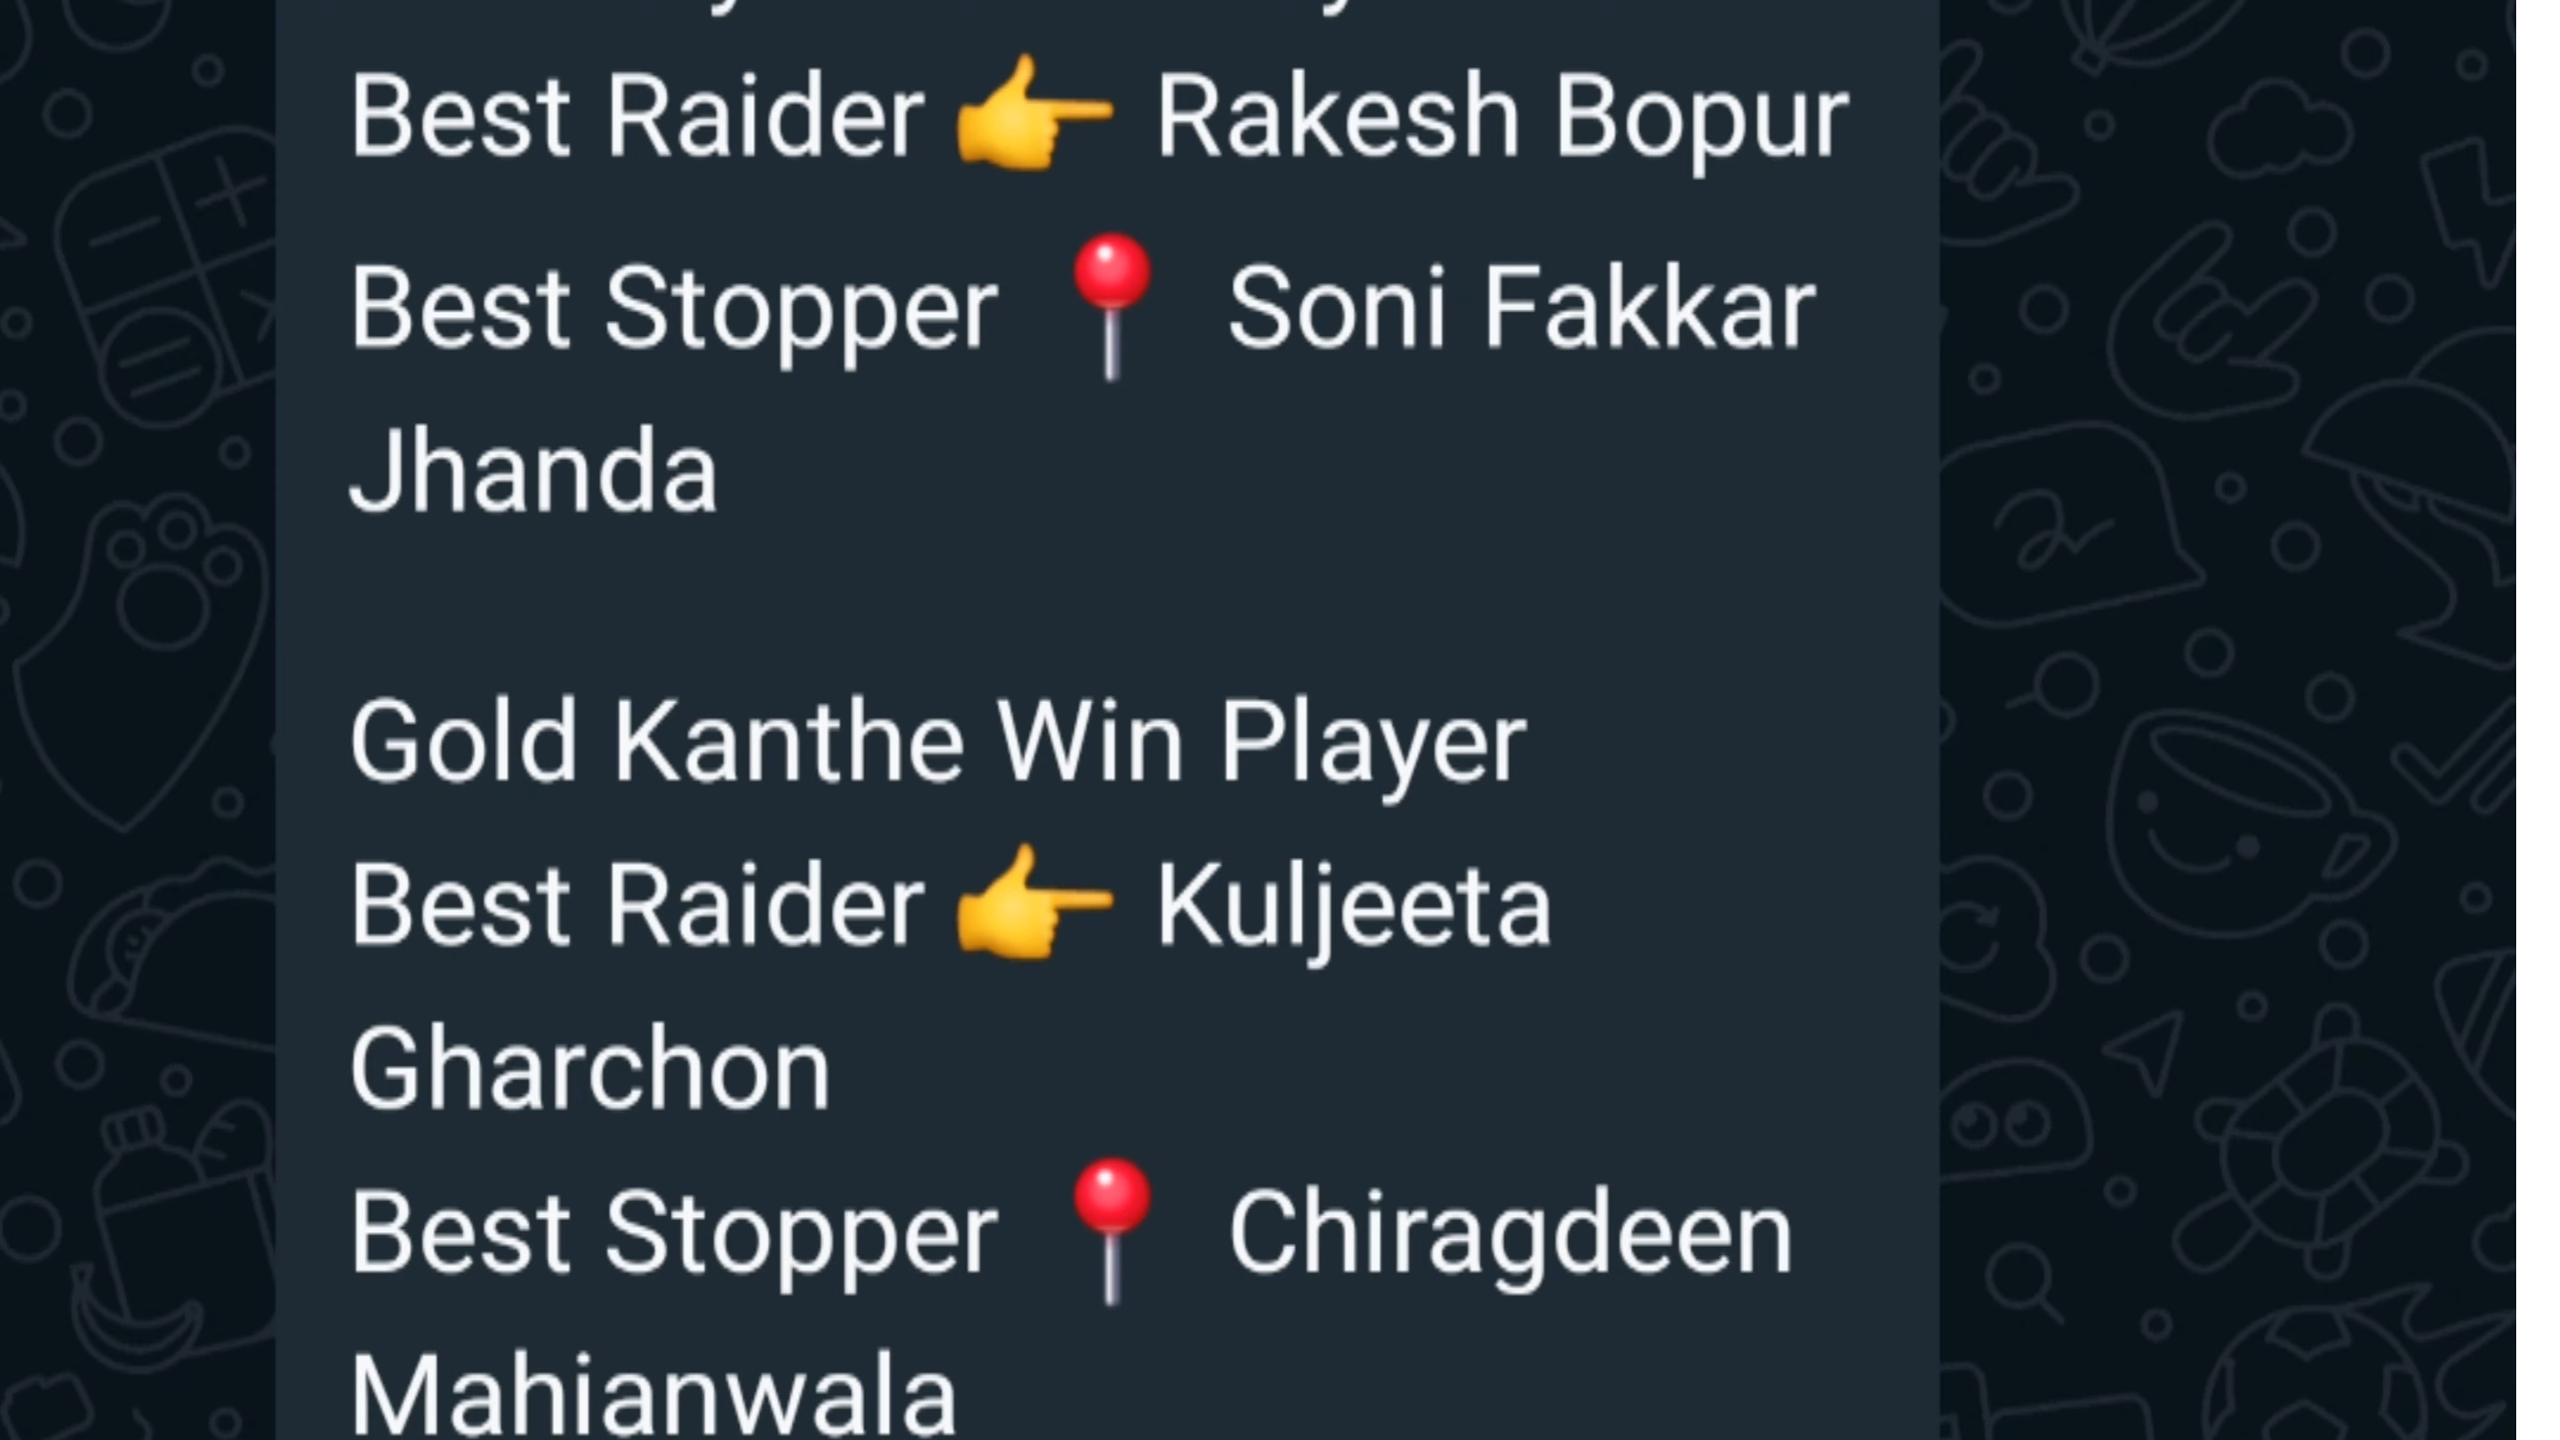 Best Raider 👉 Rakesh Bopur
Best Stopper 📍 Soni Fakkar
Jhanda
Gold Kanthe Win Player
Best Raider 👉 Kuljeeta
Gharchon
Best Stopper 📍 Chiragdeen
Mahianwala